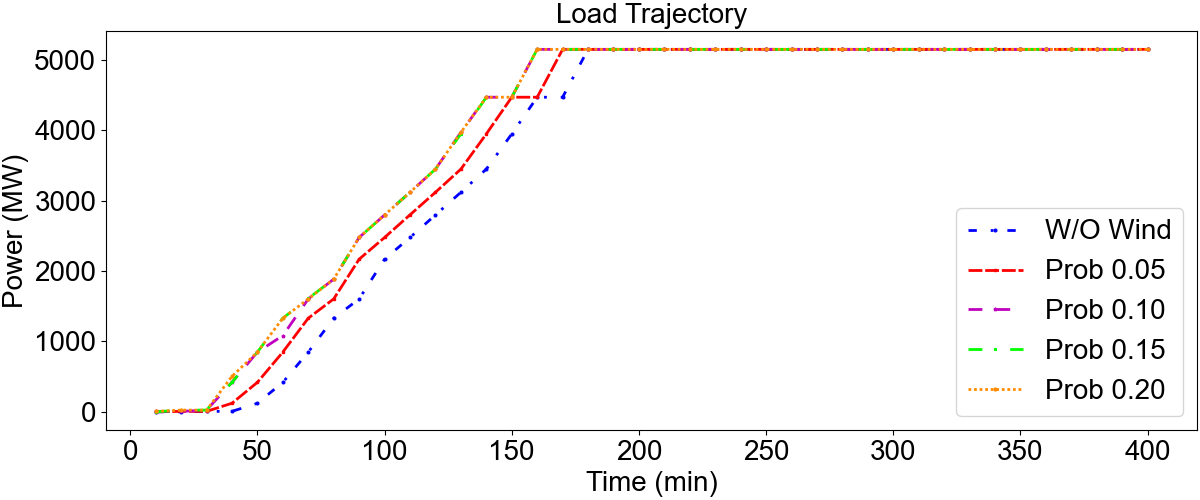 Load Trajectory
Power (MW)
5000
4000
3000
2000
1000
0
0 50 100 150 200 250 300 350 400
Time (min)
W/O Wind
Prob 0.05
Prob 0.10
Prob 0.15
Prob 0.20